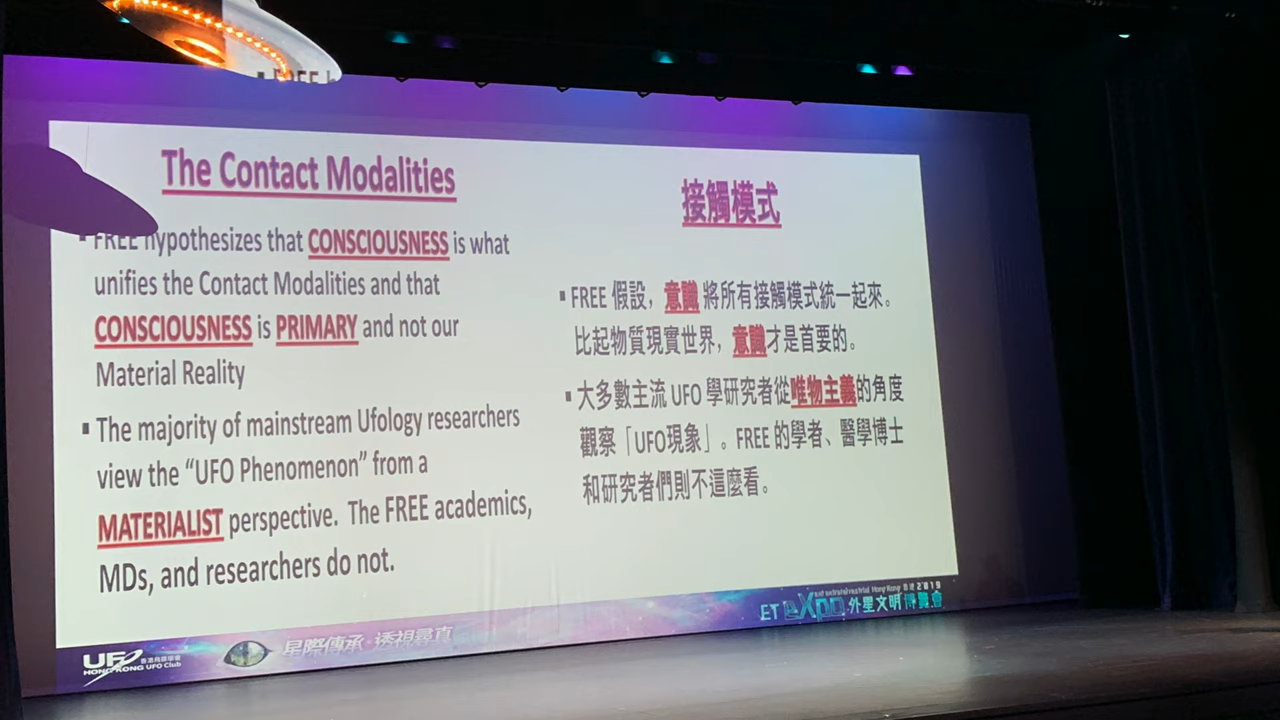 The Contact Modalities
▪ FREE hypothesizes that CONSCIOUSNESS is what
unifies the Contact Modalities and that
CONSCIOUSNESS is PRIMARY and not our
Material Reality
▪ The majority of mainstream Ufology researchers
view the “UFO Phenomenon” from a
MATERIALIST perspective. The FREE academics,
MDs, and researchers do not.
接觸模式
▪ FREE 假設，意識將所有接觸模式統一起來。
比起物質現實世界，意識才是首要的。
▪ 大多數主流 UFO 學研究者從唯物主義的角度
觀察「UFO現象」。FREE 的學者、醫學博士
和研究者們則不這麼看。
UFO
HONG KONG UFO Club
星際傳承 透視尋真
Hong Kong 香港 2019
ET eXpo 外星文明博覽會